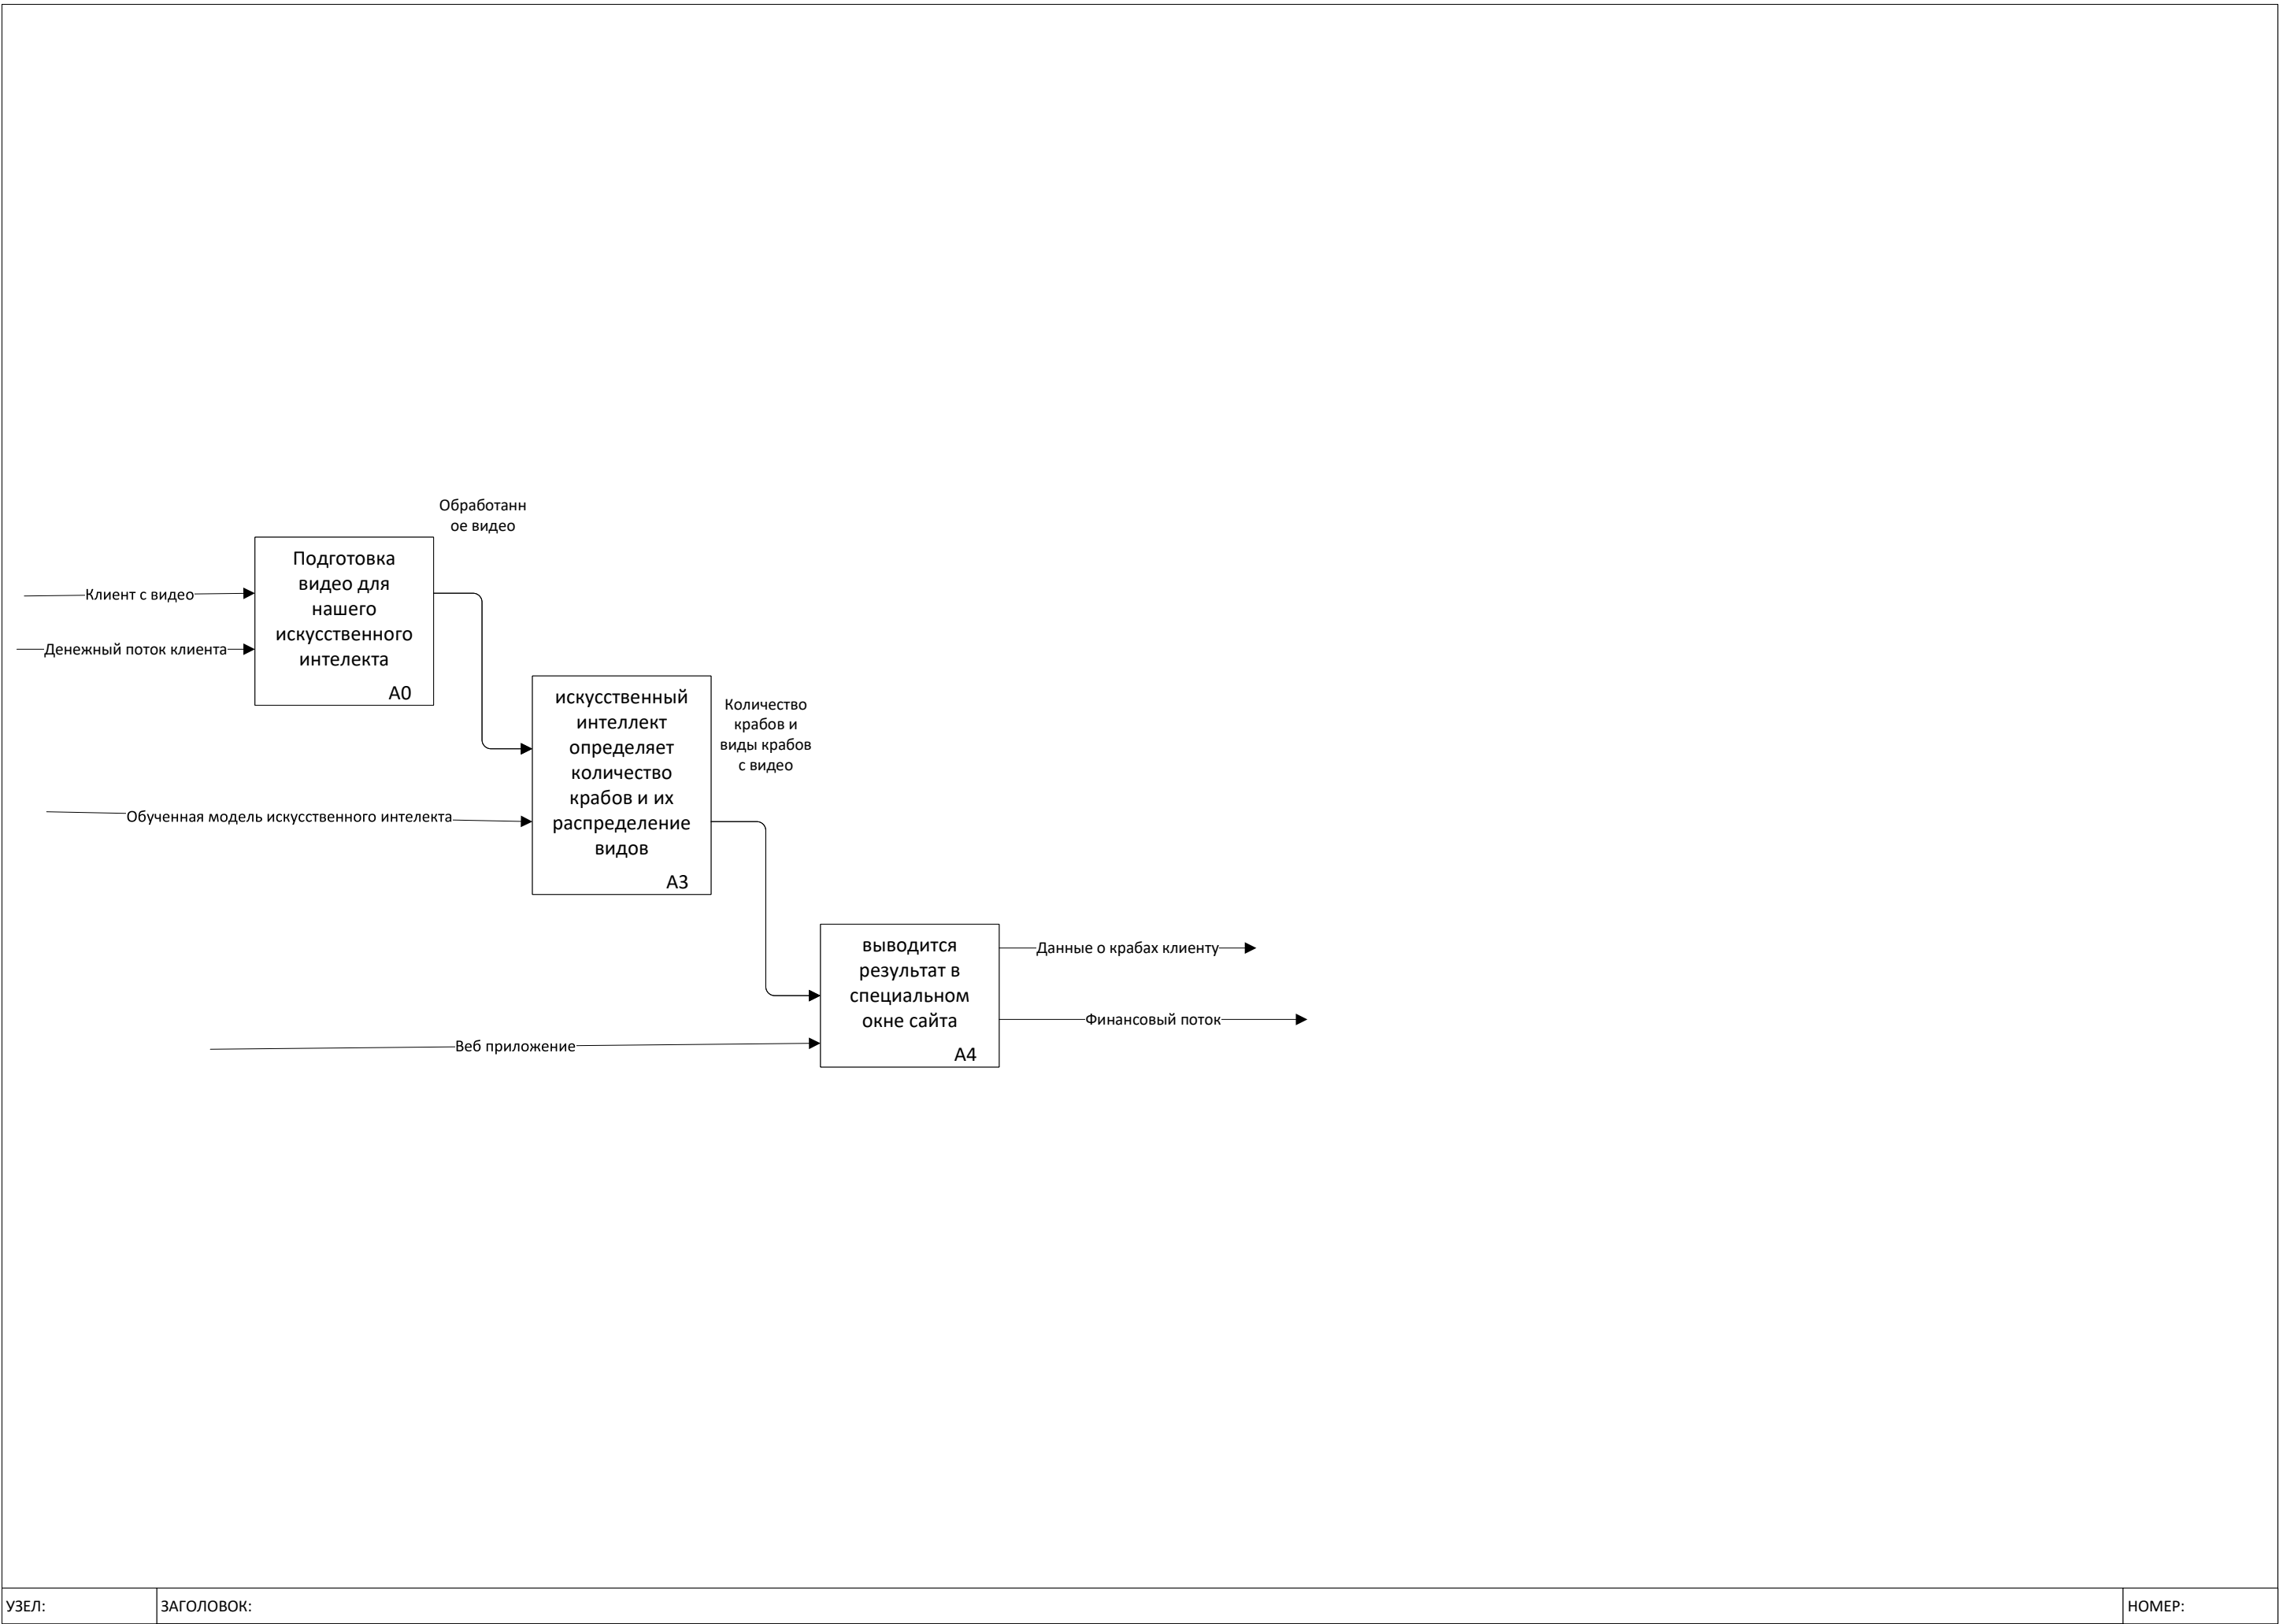 Обработанн
ое видео
Подготовка
видео для
нашего
искусственного
интелекта
A0
Клиент с видео
Денежный поток клиента
искусственный
интеллект
определяет
количество
крабов и их
распределение
видов
A3
Количество
крабов и
виды крабов
с видео
Обученная модель искусственного интелекта
выводится
результат в
специальном
окне сайта
A4
Данные о крабах клиенту
Финансовый поток
Веб приложение
УЗЕЛ:
ЗАГОЛОВОК:
НОМЕР: